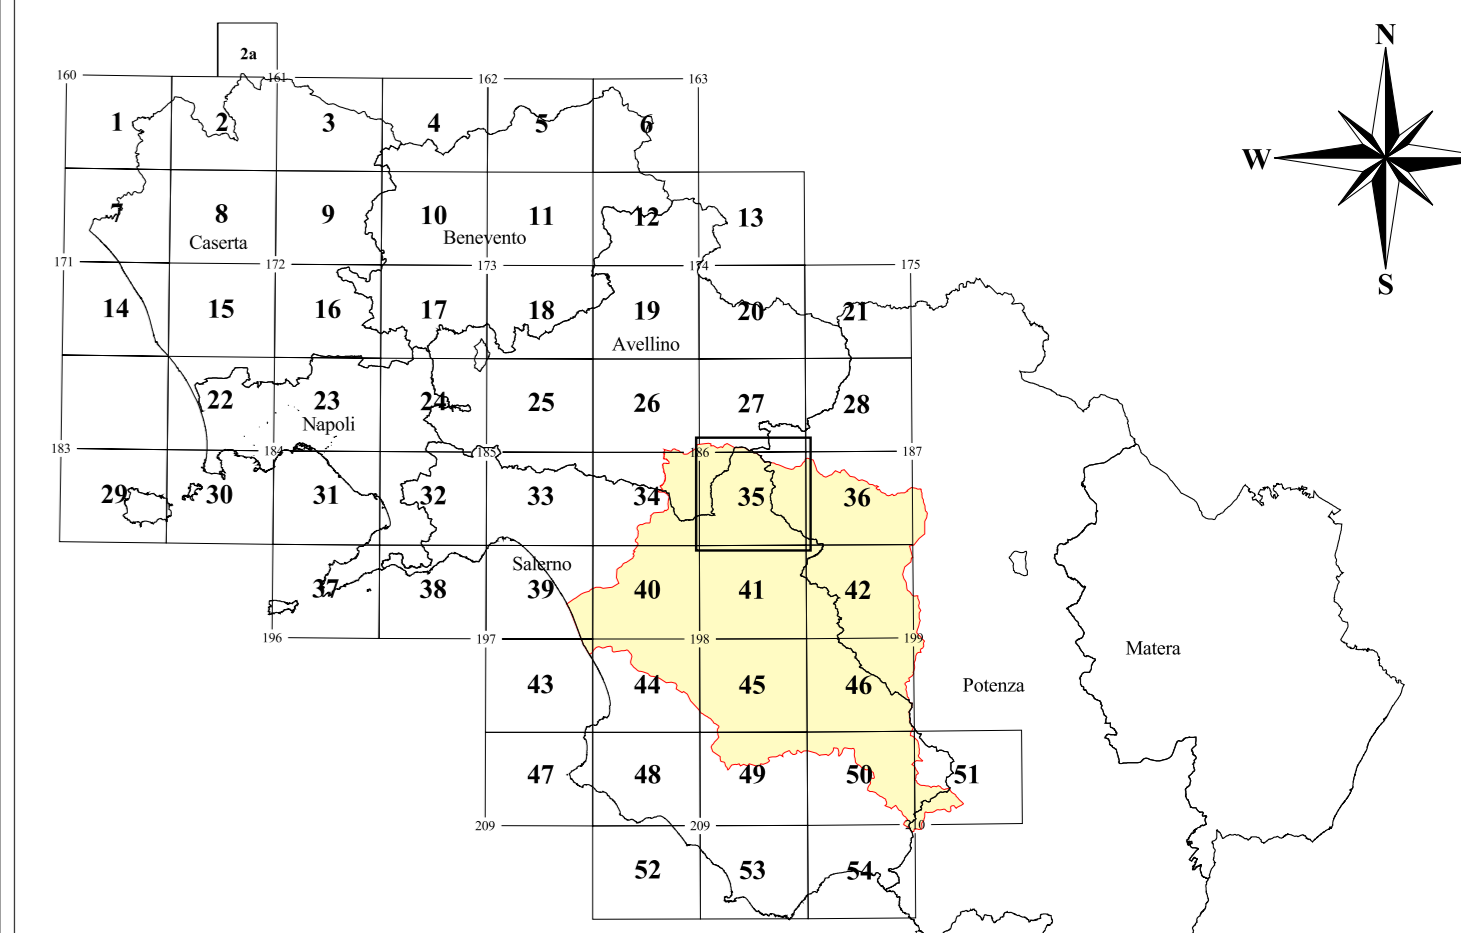 N
2a
160 161 162 163
1 2 3 4 5 6
W
7 8 9 10 11 12 13
Caserta Benevento
171 172 173 174 175
S
14 15 16 17 18 19 20 21
Avellino
22 23 24 25 26 27 28
Napoli
183 184 185 186 187
29 30 31 32 33 34 35 36
Salerno
37 38 39 40 41 42
196 197 198 199
Matera
43 44 45 46 Potenza
47 48 49 50 51
209 209 210
52 53 54